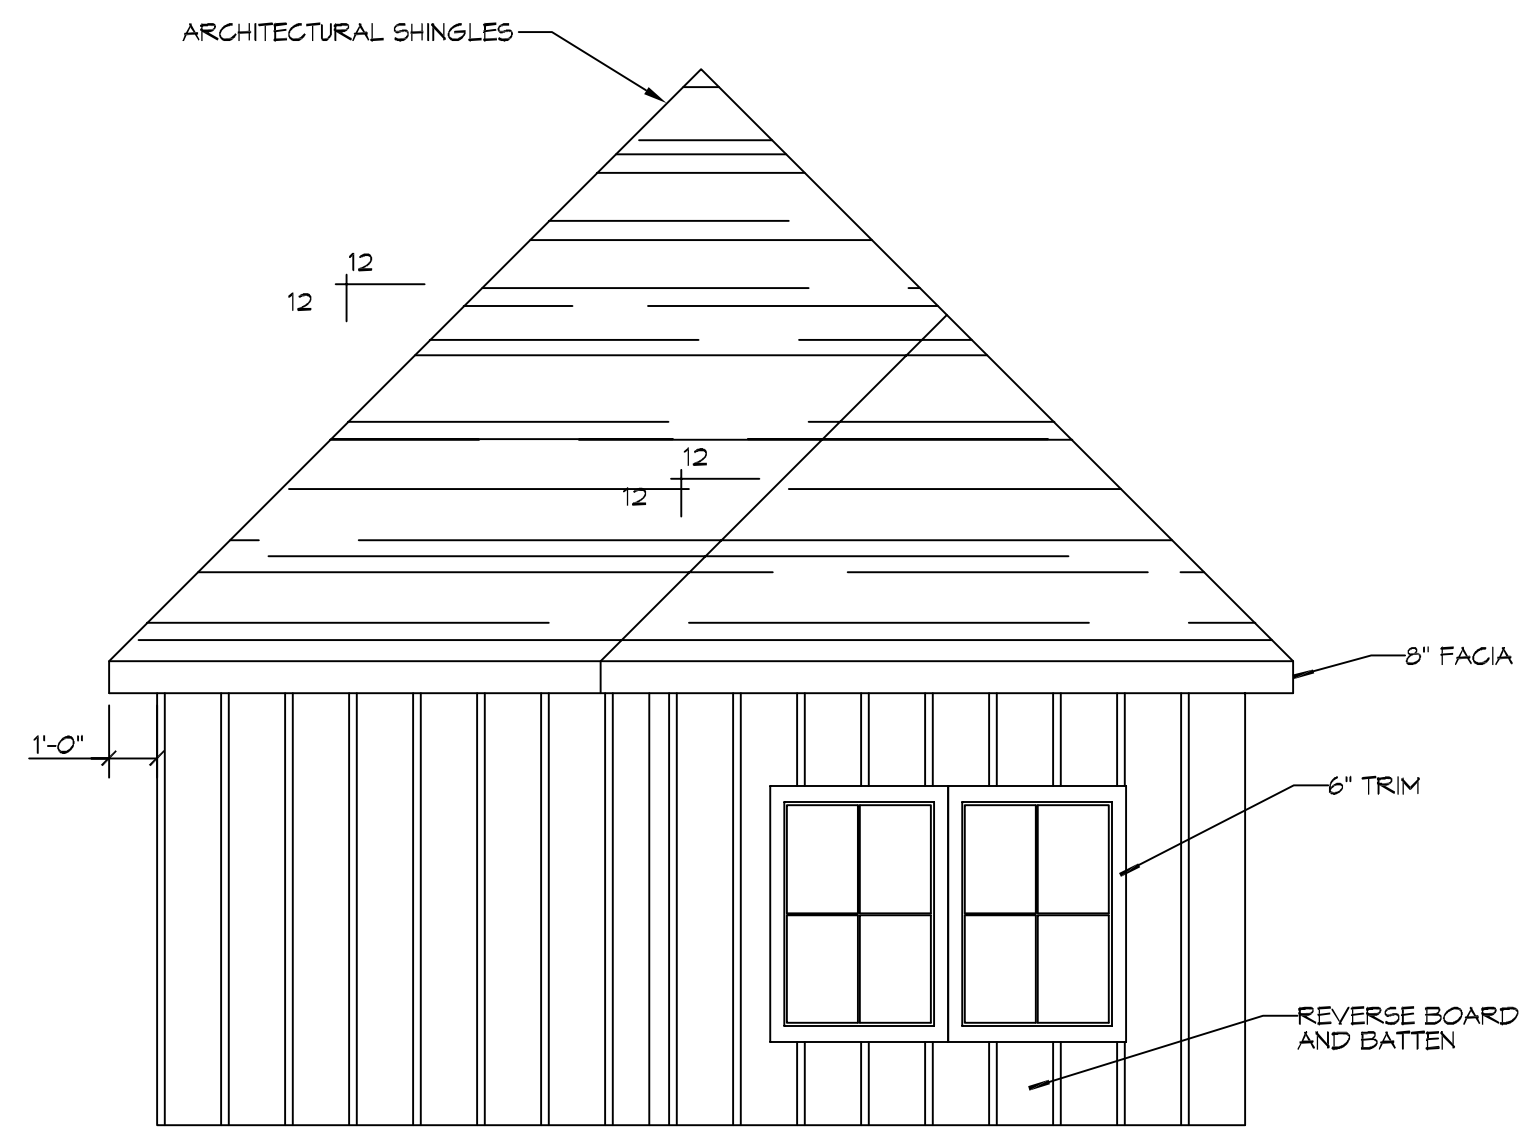 ARCHITECTURAL SHINGLES
12
12
12
12
8" FACIA
1'-0"
6" TRIM
REVERSE BOARD
AND BATTEN